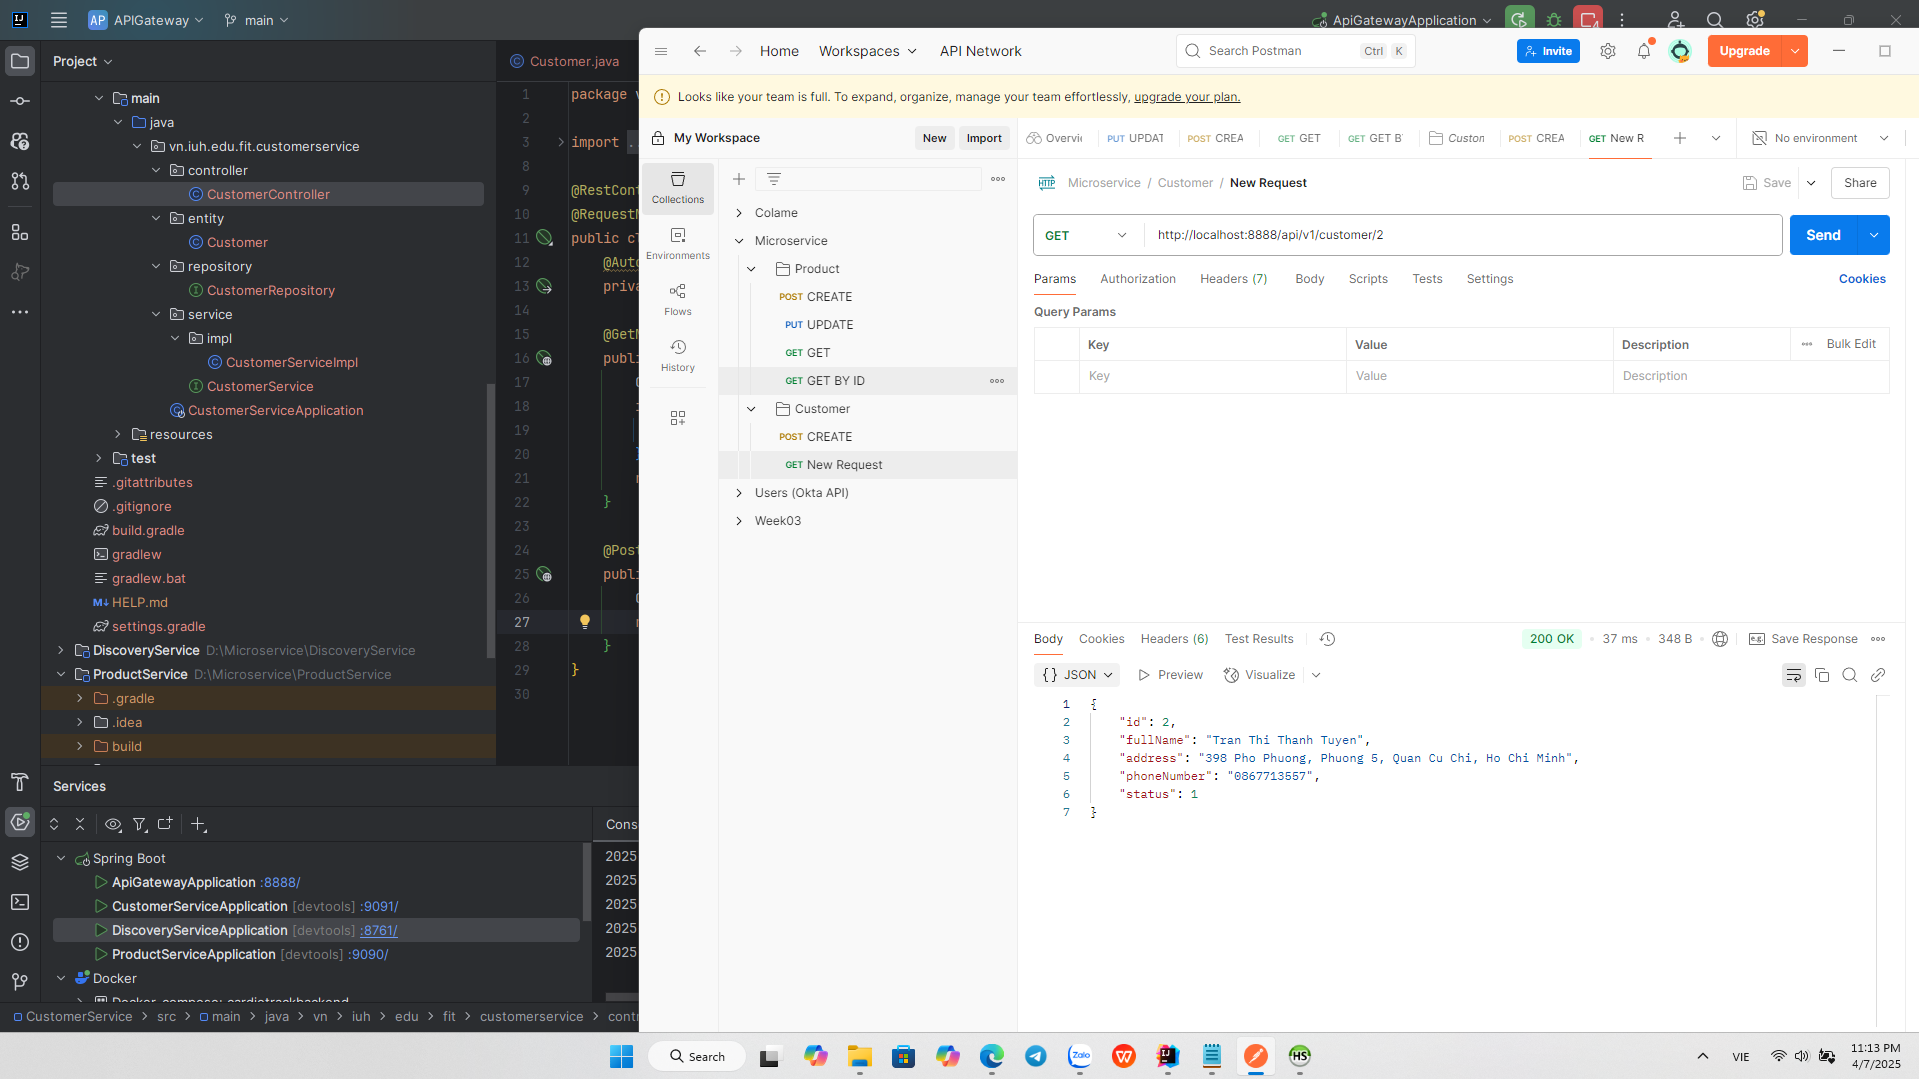 AP APIGateway
main
ApiGatewayApplication
Project
main
java
vn.iuh.edu.fit.customerservice
controller
CustomerController
entity
Customer
repository
CustomerRepository
service
impl
CustomerServiceImpl
CustomerService
CustomerServiceApplication
resources
test
.gitattributes
.gitignore
build.gradle
gradlew
gradlew.bat
HELP.md
settings.gradle
DiscoveryService D:\Microservice\DiscoveryService
ProductService D:\Microservice\ProductService
.gradle
.idea
build
Customer.java
1 package
2
3 import
8
9 @RestCont
10 @RequestM
11 public cl
12 @Auto
13 priva
14
15 @GetM
16 publi
17
18
19
20
21
22 }
23
24 @Post
25 publi
26
27
28 }
29 }
30
Services
Spring Boot
ApiGatewayApplication :8888/
CustomerServiceApplication [devtools] :9091/
DiscoveryServiceApplication [devtools] :8761/
ProductServiceApplication [devtools] :9090/
Docker
Cons
2025
2025
2025
2025
2025
CustomerService > src > main > java > vn > iuh > edu > fit > customerservice > cont
Home Workspaces API Network
Search Postman Ctrl K
Invite
Upgrade
Looks like your team is full. To expand, organize, manage your team effortlessly, upgrade your plan.
My Workspace
New Import
Collections
Environments
Flows
History
Colame
Microservice
Product
POST CREATE
PUT UPDATE
GET GET
GET GET BY ID
Customer
POST CREATE
GET New Request
Users (Okta API)
Week03
Overvi PUT UPDAT POST CREA GET GET GET GET B Custon POST CREA GET New R
No environment
HTTP Microservice / Customer / New Request
Save
Share
GET http://localhost:8888/api/v1/customer/2
Send
Params Authorization Headers (7) Body Scripts Tests Settings
Cookies
Query Params
Key Value Description Bulk Edit
Key Value Description
Body Cookies Headers (6) Test Results
200 OK • 37 ms • 348 B
Save Response
{} JSON Preview Visualize
1 {
2 "id": 2,
3 "fullName": "Tran Thi Thanh Tuyen",
4 "address": "398 Pho Phuong, Phuong 5, Quan Cu Chi, Ho Chi Minh",
5 "phoneNumber": "0867713557",
6 "status": 1
7 }
Search
VIE
11:13 PM
4/7/2025